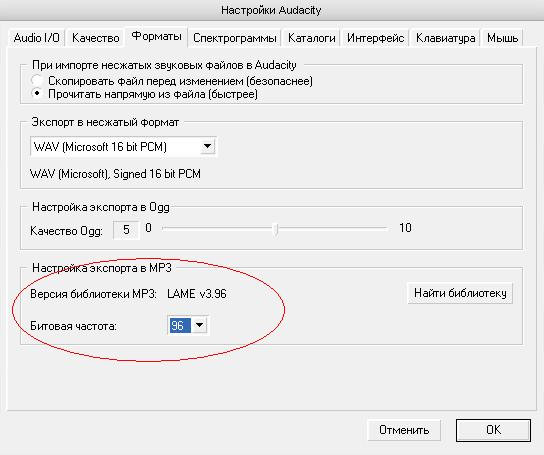 Настройки Audacity
Audio I/O Качество Форматы Спектрограммы Каталоги Интерфейс Клавиатура Мышь
При импорте несжатых звуковых файлов в Audacity
Скопировать файл перед изменением (безопаснее)
Прочитать напрямую из файла (быстрее)
Экспорт в несжатый формат
WAV (Microsoft 16 bit PCM)
WAV (Microsoft), Signed 16 bit PCM
Настройка экспорта в Ogg
Качество Ogg: 5 0 10
Настройка экспорта в MP3
Версия библиотеки MP3: LAME v3.96 Найти библиотеку
Битовая частота: 96
Отменить OK